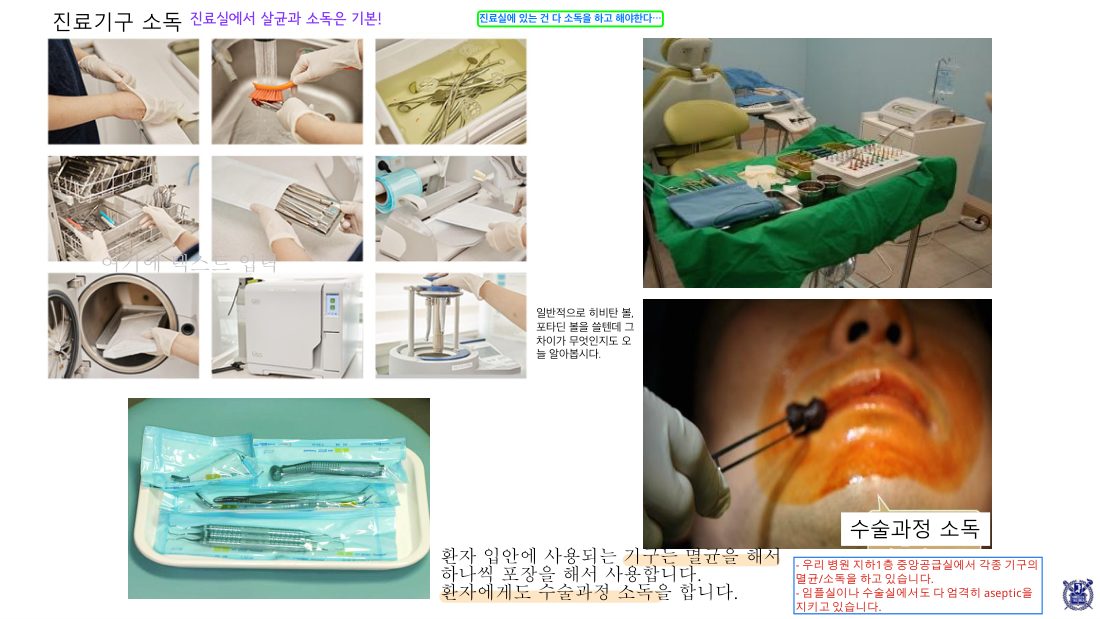 진료기구 소독
진료실에서 살균과 소독은 기본!
진료실에 있는 건 다 소독을 하고 해야한다…
여기에 텍스트 입력
일반적으로 히비탄 볼,
포타딘 볼을 쓸텐데 그
차이가 무엇인지도 오
늘 알아봅시다.
수술과정 소독
환자 입안에 사용되는 기구는 멸균을 해서
하나씩 포장을 해서 사용합니다.
환자에게도 수술과정 소독을 합니다.
- 우리 병원 지하1층 중앙공급실에서 각종 기구의
멸균/소독을 하고 있습니다.
- 임플실이나 수술실에서도 다 엄격히 aseptic을
지키고 있습니다.